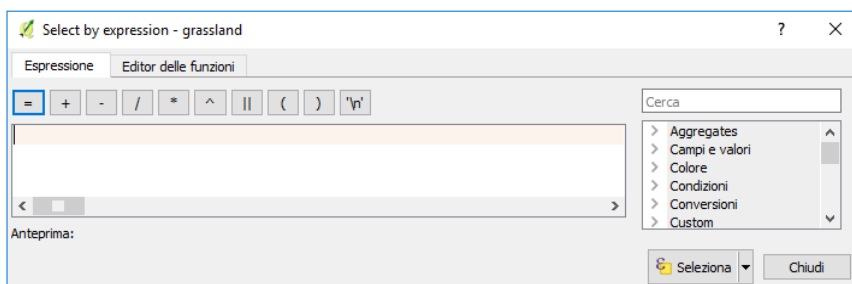 Select by expression - grassland ? X
Espressione Editor delle funzioni
= + - / * ^ || ( ) '\n'
Cerca
Aggregates
Campi e valori
Colore
Condizioni
Conversioni
Custom
Anteprima:
Seleziona Chiudi